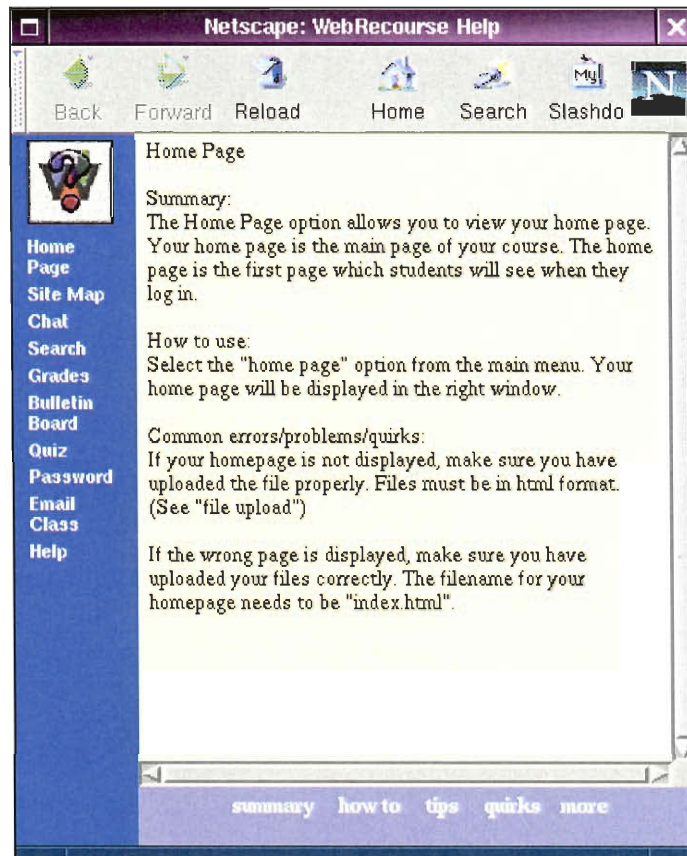 Netscape: WebRecourse Help
Back Forward Reload Home Search Slashdo My! N
Home
Page
Site Map
Chat
Search
Grades
Bulletin
Board
Quiz
Password
Email
Class
Help
Home Page
Summary:
The Home Page option allows you to view your home page.
Your home page is the main page of your course. The home
page is the first page which students will see when they
log in.
How to use:
Select the "home page" option from the main menu. Your
home page will be displayed in the right window.
Common errors/problems/quirks:
If your homepage is not displayed, make sure you have
uploaded the file properly. Files must be in html format.
(See "file upload")
If the wrong page is displayed, make sure you have
uploaded your files correctly. The filename for your
homepage needs to be "index.html".
summary how to tips quirks more